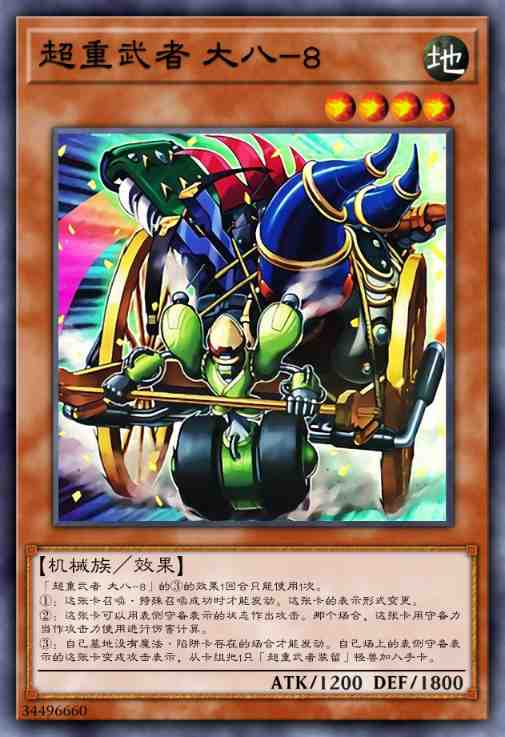 超重武者 大八-8
地
【机械族／效果】
「超重武者 大八-8」的③的效果1回合只能使用1次。
①：这张卡召唤·特殊召唤成功时才能发动。这张卡的表示形式变更。
②：这张卡可以用表侧守备表示的状态作出攻击。那个场合，这张卡用守备力
当作攻击力使用进行伤害计算。
③：自己墓地没有魔法·陷阱卡存在的场合才能发动。自己场上的表侧守备表
示的这张卡变成攻击表示，从卡组把1只「超重武者装留」怪兽加入手卡。
ATK/1200 DEF/1800
34496660